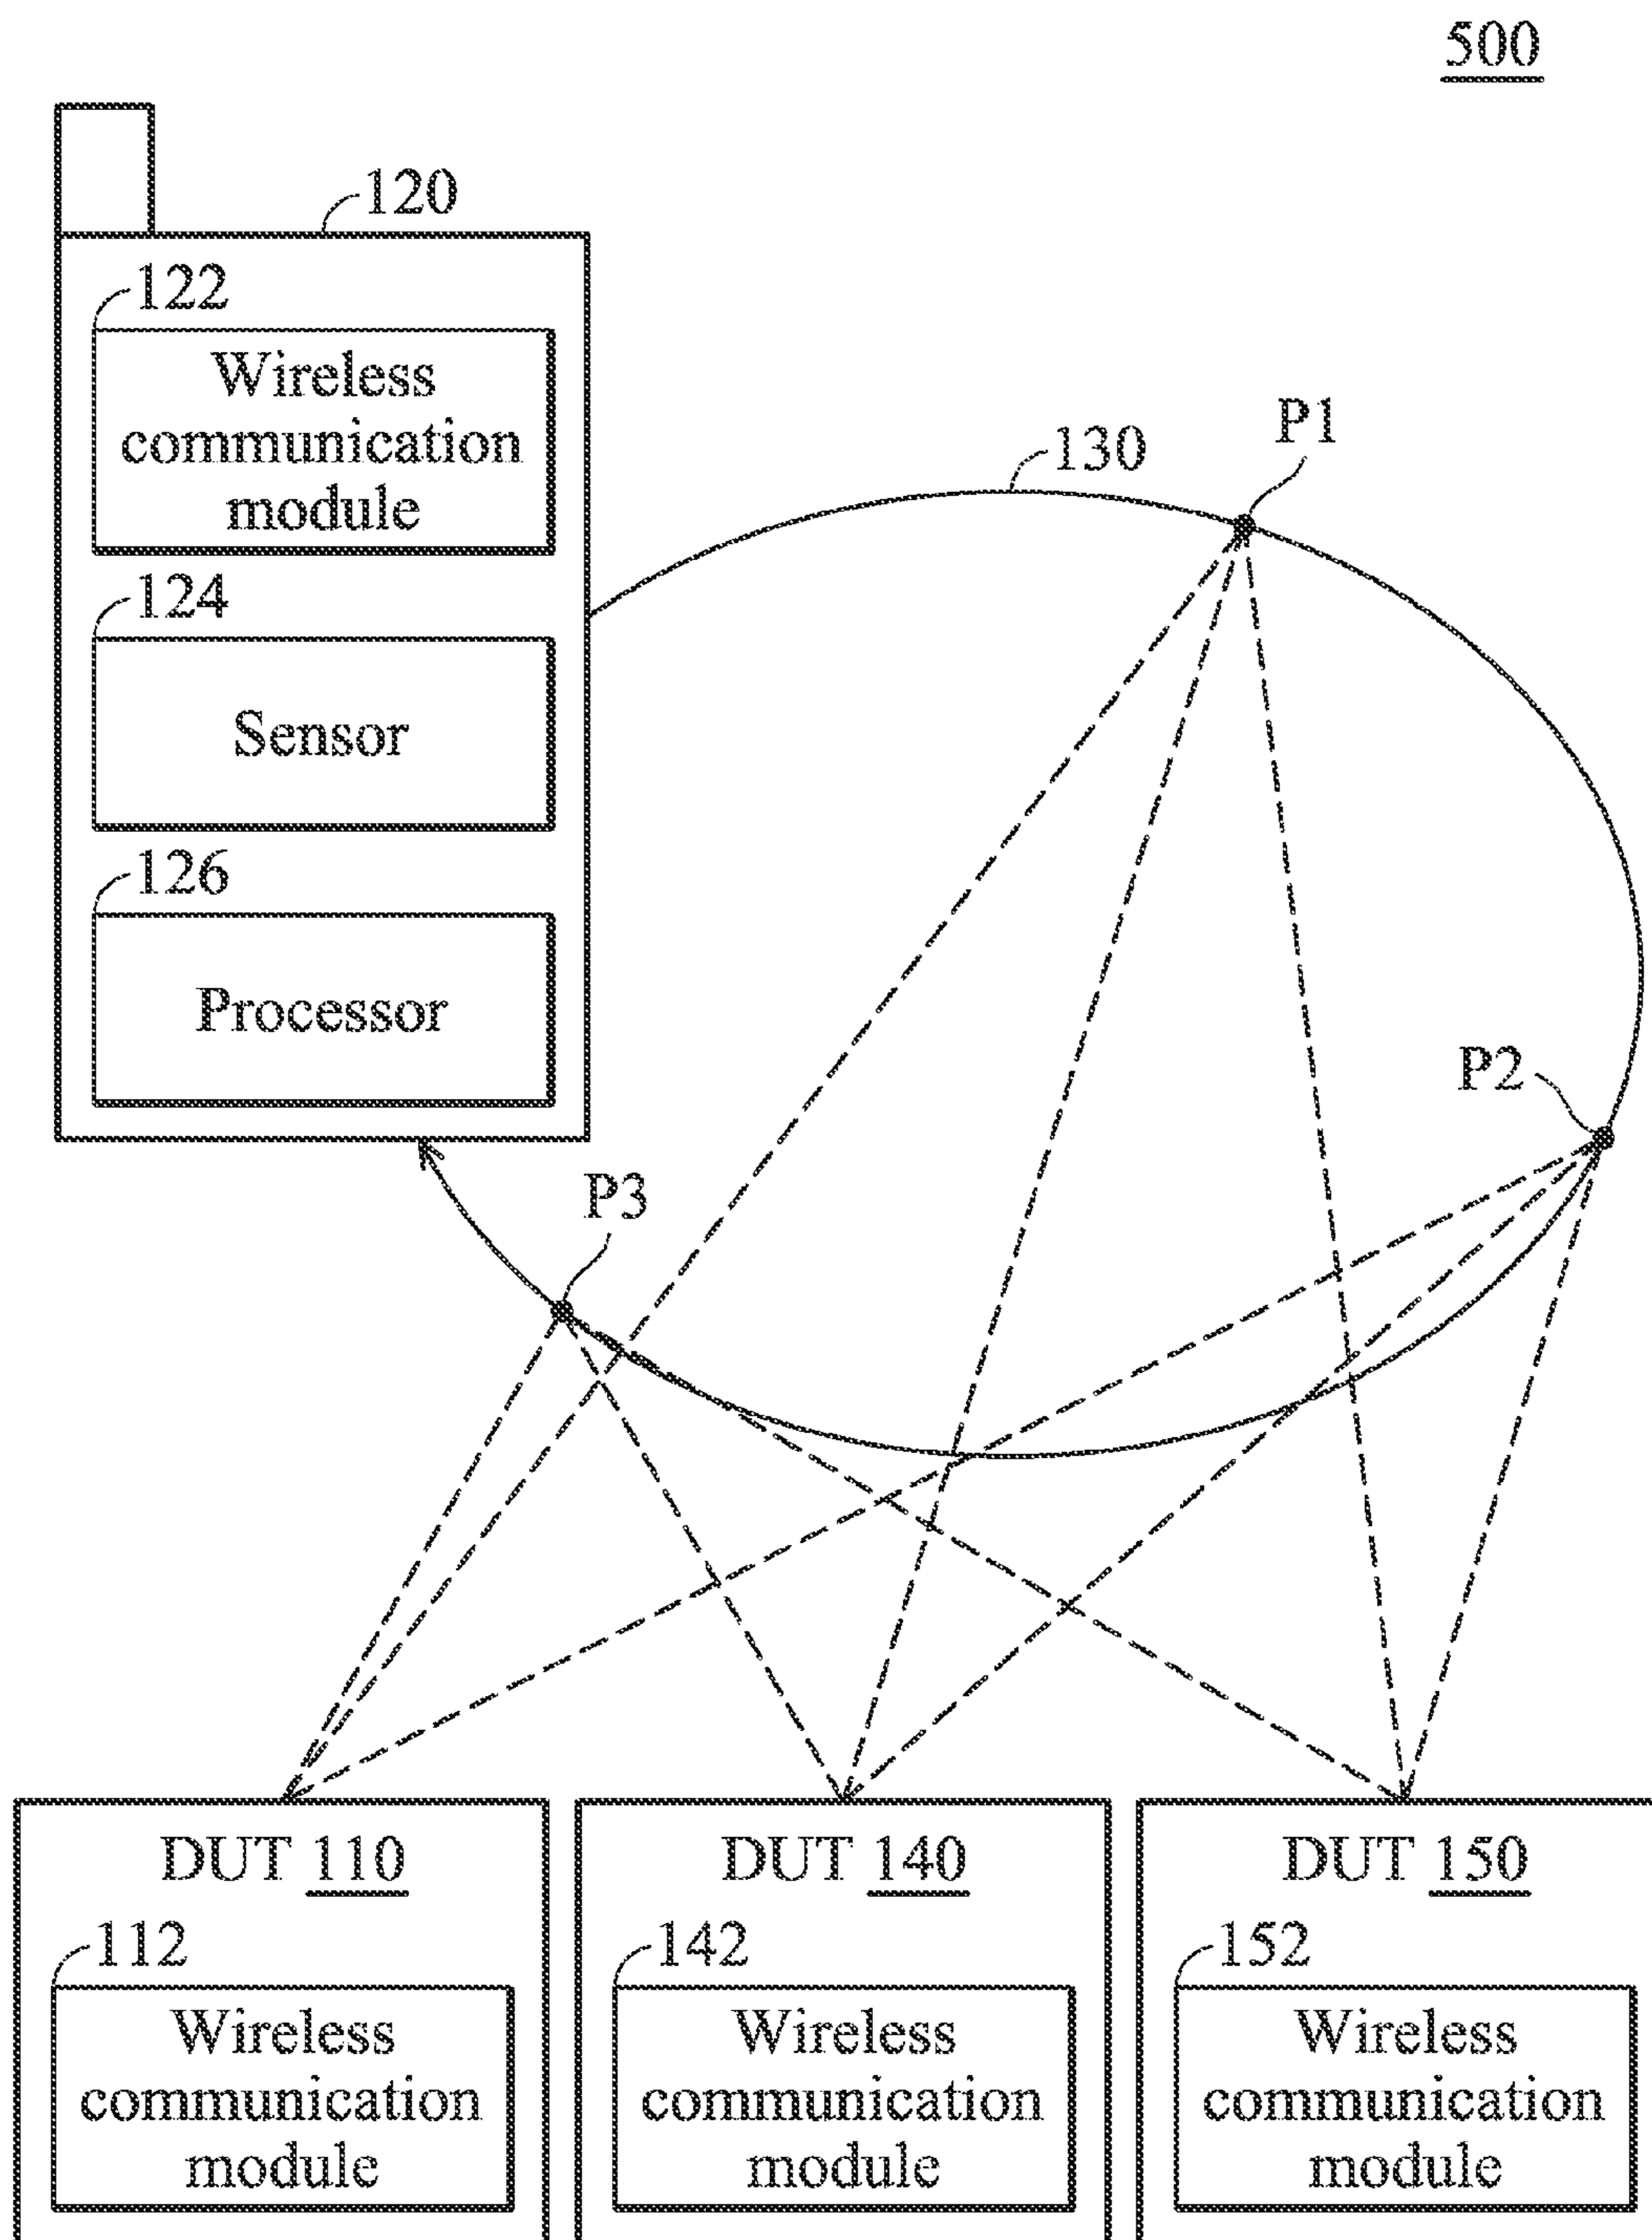 500
120
122
Wireless
communication
module
124
Sensor
126
Processor
130
P1
P2
P3
DUT 110
112
Wireless
communication
module
DUT 140
142
Wireless
communication
module
DUT 150
152
Wireless
communication
module